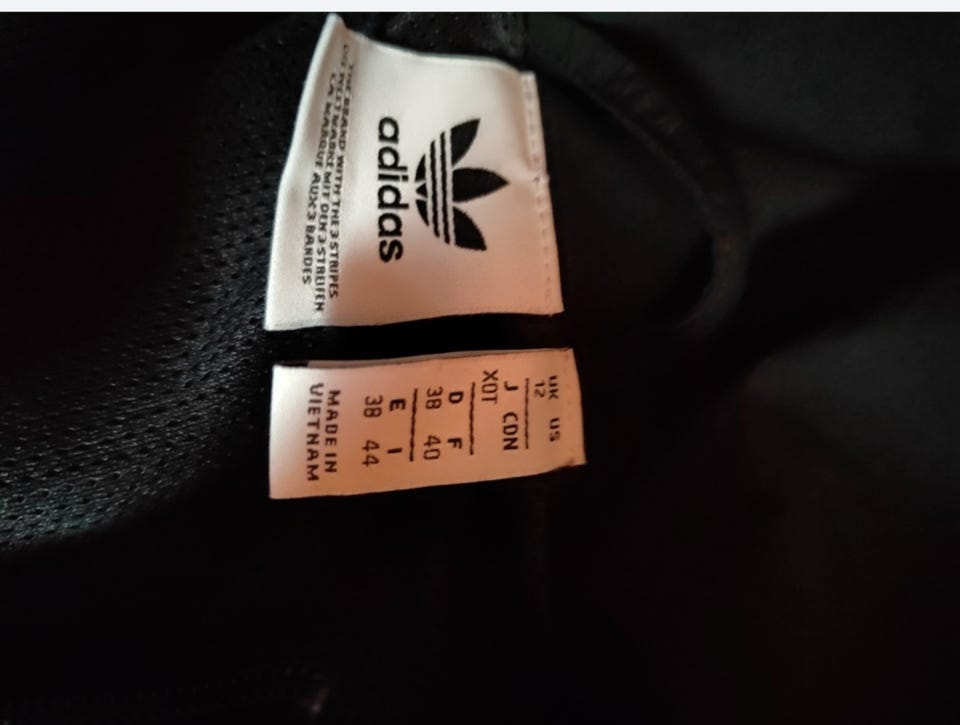 adidas
THE BRAND WITH THE 3 STRIPES
DIE WELTMARKE MIT DEN 3 STREIFEN
LA MARQUE AUX 3 BANDES
UK US
12
J CDN
XOT
D F
38 40
E I
38 44
MADE IN
VIETNAM